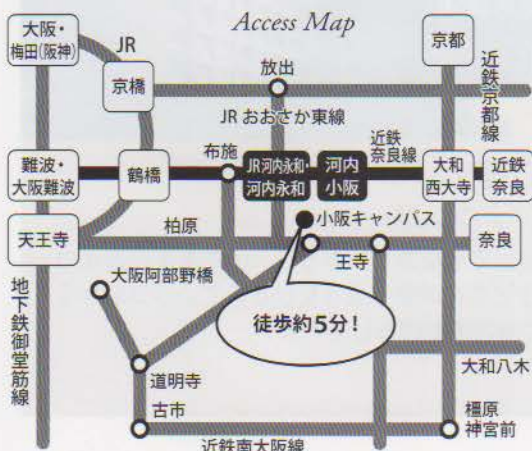 Access Map
大阪・
梅田(阪神)
JR
京橋
放出
京都
近鉄京都線
JRおおさか東線
難波・
大阪難波
鶴橋
布施
JR河内永和・
河内永和
河内
小阪
近鉄
奈良線
大和
西大寺
近鉄
奈良
天王寺
柏原
小阪キャンパス
王寺
奈良
大阪阿部野橋
徒歩約5分!
地下鉄御堂筋線
道明寺
大和八木
古市
橿原
神宮前
近鉄南大阪線